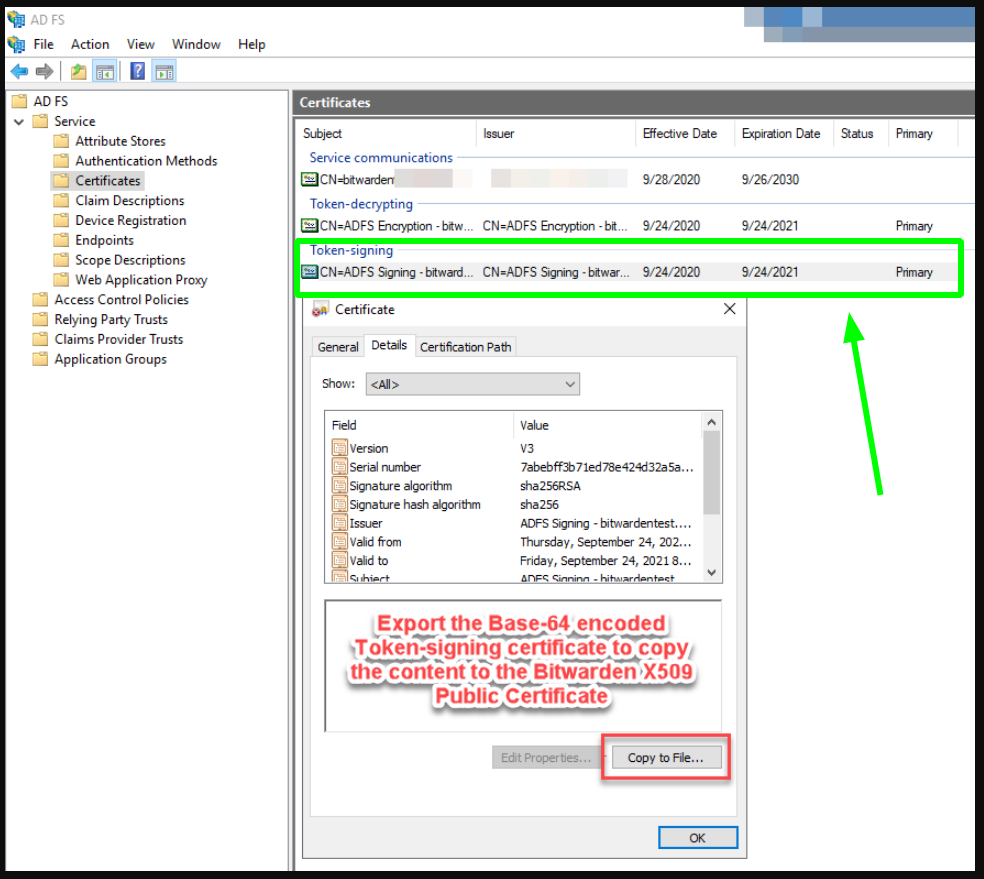 AD FS
File Action View Window Help
AD FS
Service
Attribute Stores
Authentication Methods
Certificates
Claim Descriptions
Device Registration
Endpoints
Scope Descriptions
Web Application Proxy
Access Control Policies
Relying Party Trusts
Claims Provider Trusts
Application Groups
Certificates
Subject Issuer Effective Date Expiration Date Status Primary
Service communications
CN=bitwarden 9/28/2020 9/26/2030
Token-decrypting
CN=ADFS Encryption - bitw... CN=ADFS Encryption - bit... 9/24/2020 9/24/2021 Primary
Token-signing
CN=ADFS Signing - bitward... CN=ADFS Signing - bitwar... 9/24/2020 9/24/2021 Primary
Certificate
General Details Certification Path
Show: <All>
Field Value
Version V3
Serial number 7abebff3b71ed78e424d32a5a...
Signature algorithm sha256RSA
Signature hash algorithm sha256
Issuer ADFS Signing - bitwardentest....
Valid from Thursday, September 24, 202...
Valid to Friday, September 24, 2021 8...
Subject ADFS Signing - bitwardentest
Export the Base-64 encoded
Token-signing certificate to copy
the content to the Bitwarden X509
Public Certificate
Edit Properties... Copy to File...
OK